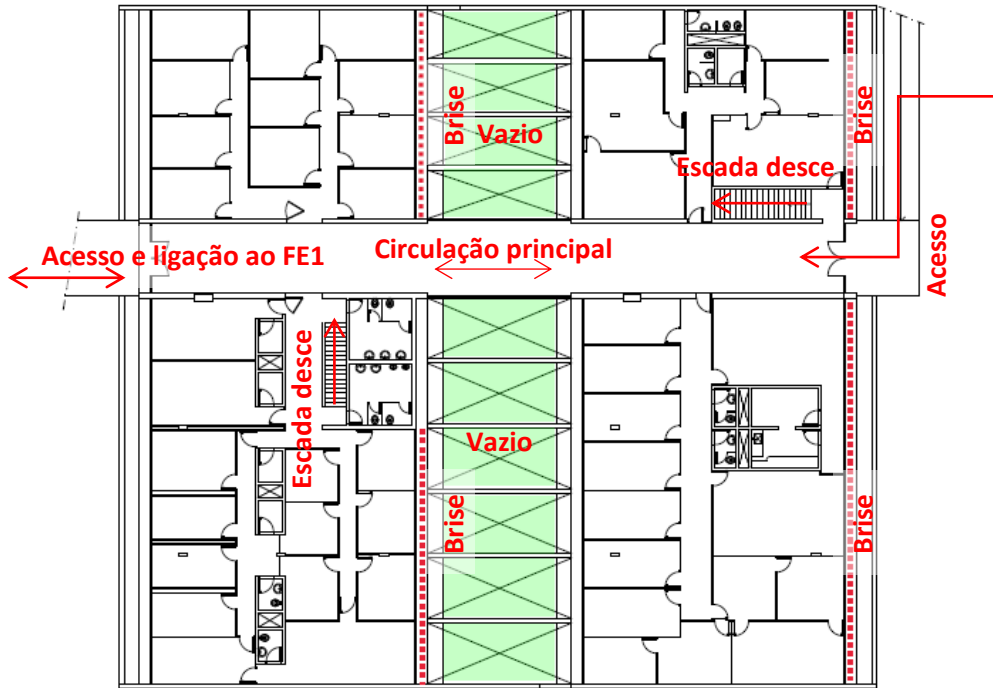 Brise
Vazio
Brise
Escada desce
Acesso e ligação ao FE1
Circulação principal
Acesso
Escada desce
Vazio
Brise
Brise